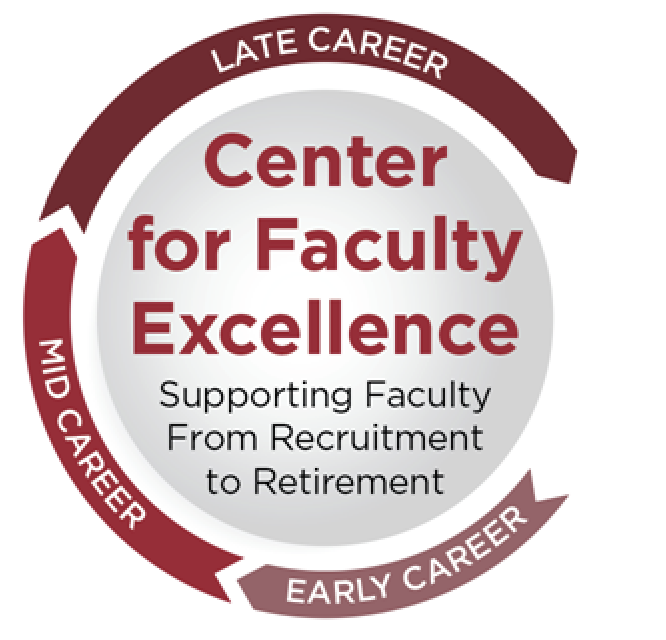 LATE CAREER
Center
for Faculty
Excellence
Supporting Faculty
From Recruitment
to Retirement
MID CAREER
EARLY CAREER